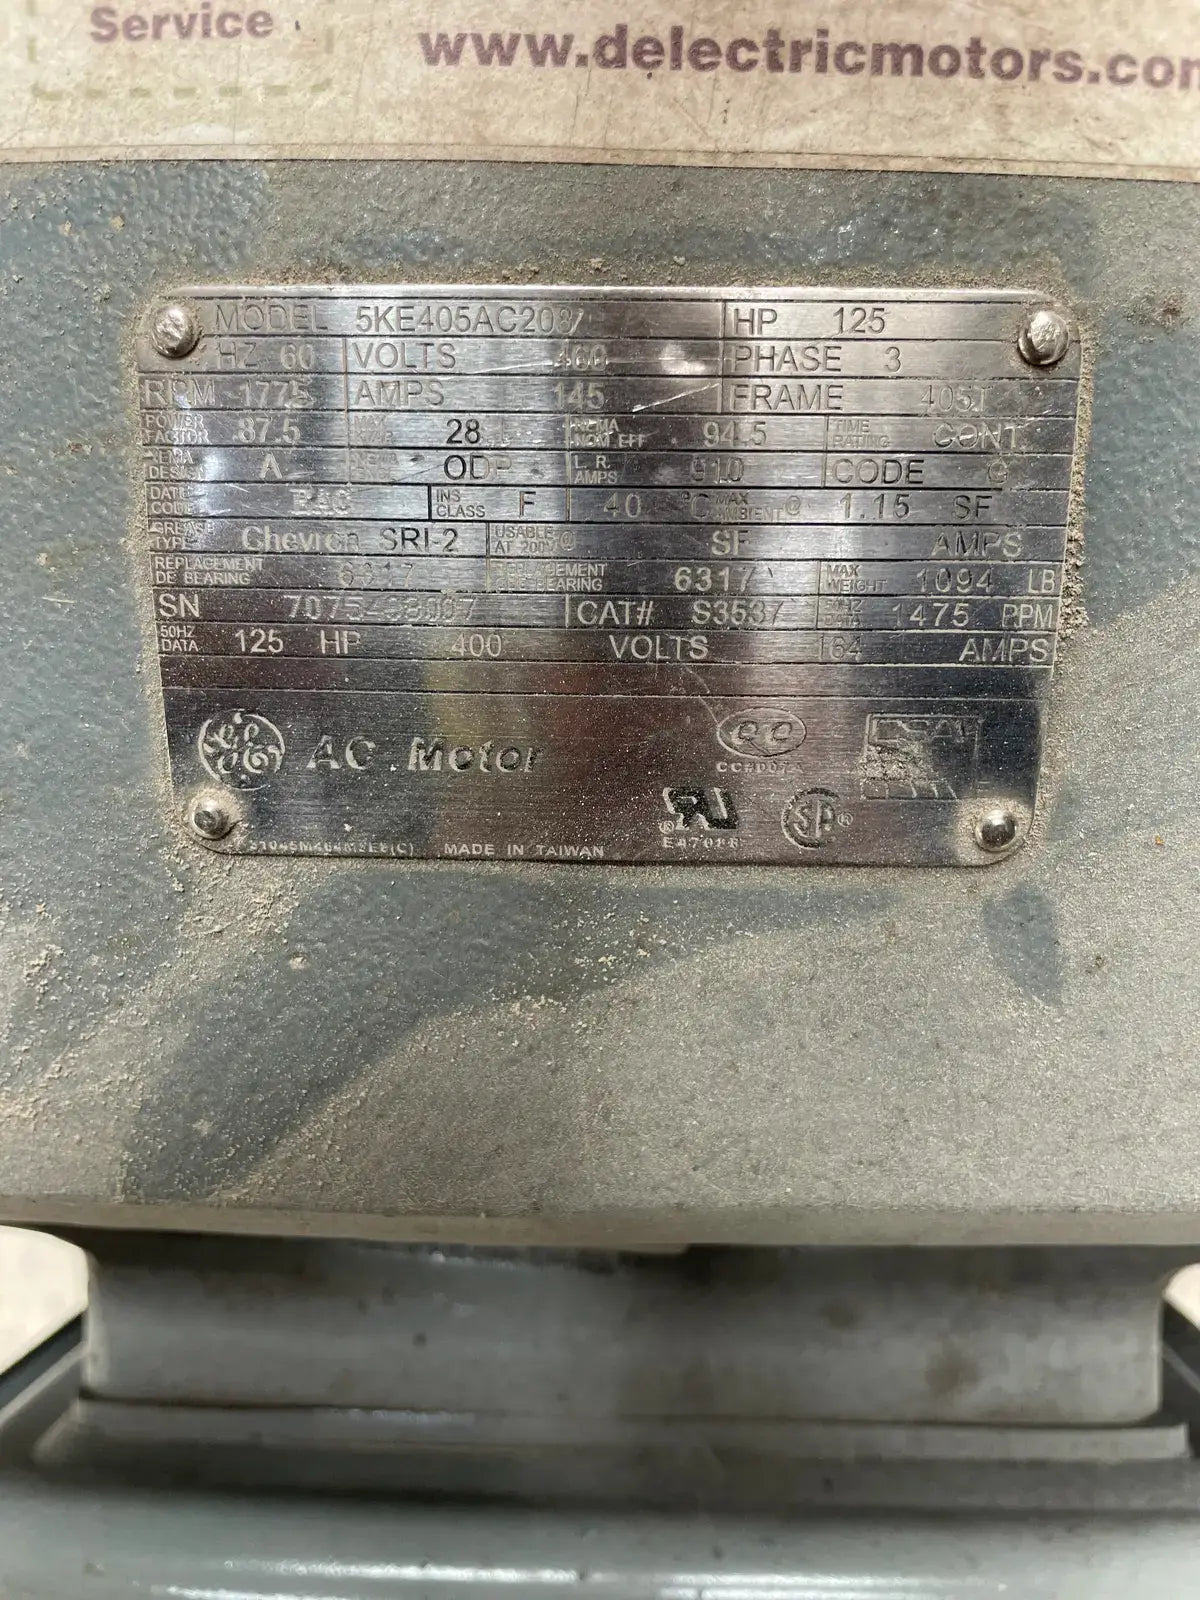 Service
www.delectricmotors.com
MODEL 5KE405AC208 HP 125
HZ 60 VOLTS 460 PHASE 3
RPM 1775 AMPS 145 FRAME 405T
POWER FACTOR 87.5 MAX 28 NEMA NOM EFF 94.5 TIME RATING CONT
NEMA DESIGN A ODP L. R. AMPS 910 CODE G
DATE CODE INS CLASS F 40 °C MAX AMBIENT @ 1.15 SF
GREASE TYPE Chevron SRI-2 USABLE @ AT 200V SF AMPS
REPLACEMENT DE BEARING 6317 REPLACEMENT BEARING 6317 MAX WEIGHT 1094 LB
SN CAT# S3537 50HZ DATA 1475 RPM
50HZ DATA 125 HP 400 VOLTS 164 AMPS
GE AC Motor
MADE IN TAIWAN